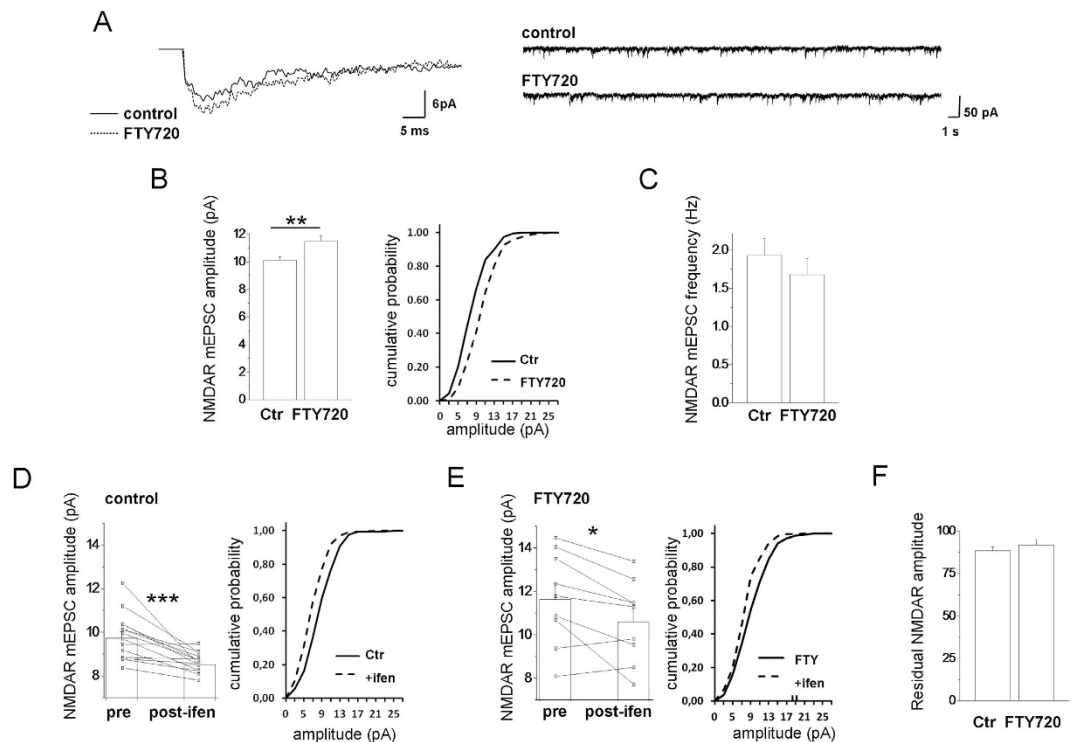 A
control
FTY720
6pA
5 ms
control
FTY720
50 pA
1 s
B
NMDAR mEPSC amplitude (pA)
12
10
8
6
4
2
0
**
Ctr FTY720
cumulative probability
1.00
0.80
0.60
0.40
0.20
0.00
Ctr
FTY720
0 5 9 13 17 21 25
amplitude (pA)
C
NMDAR mEPSC frequency (Hz)
2.0
1.5
1.0
0.5
0.0
Ctr FTY720
D
control
NMDAR mEPSC amplitude (pA)
14
12
10
8
***
pre post-ifen
cumulative probability
1,00
0,80
0,60
0,40
0,20
0,00
Ctr
+ifen
0 5 9 13 17 21 25
amplitude (pA)
E
FTY720
NMDAR mEPSC amplitude (pA)
14
12
10
8
*
pre post-ifen
cumulative probability
1,00
0,80
0,60
0,40
0,20
0,00
FTY
+ifen
0 5 9 13 17 21 25
amplitude (pA)
F
Residual NMDAR amplitude
100
75
50
25
0
Ctr FTY720